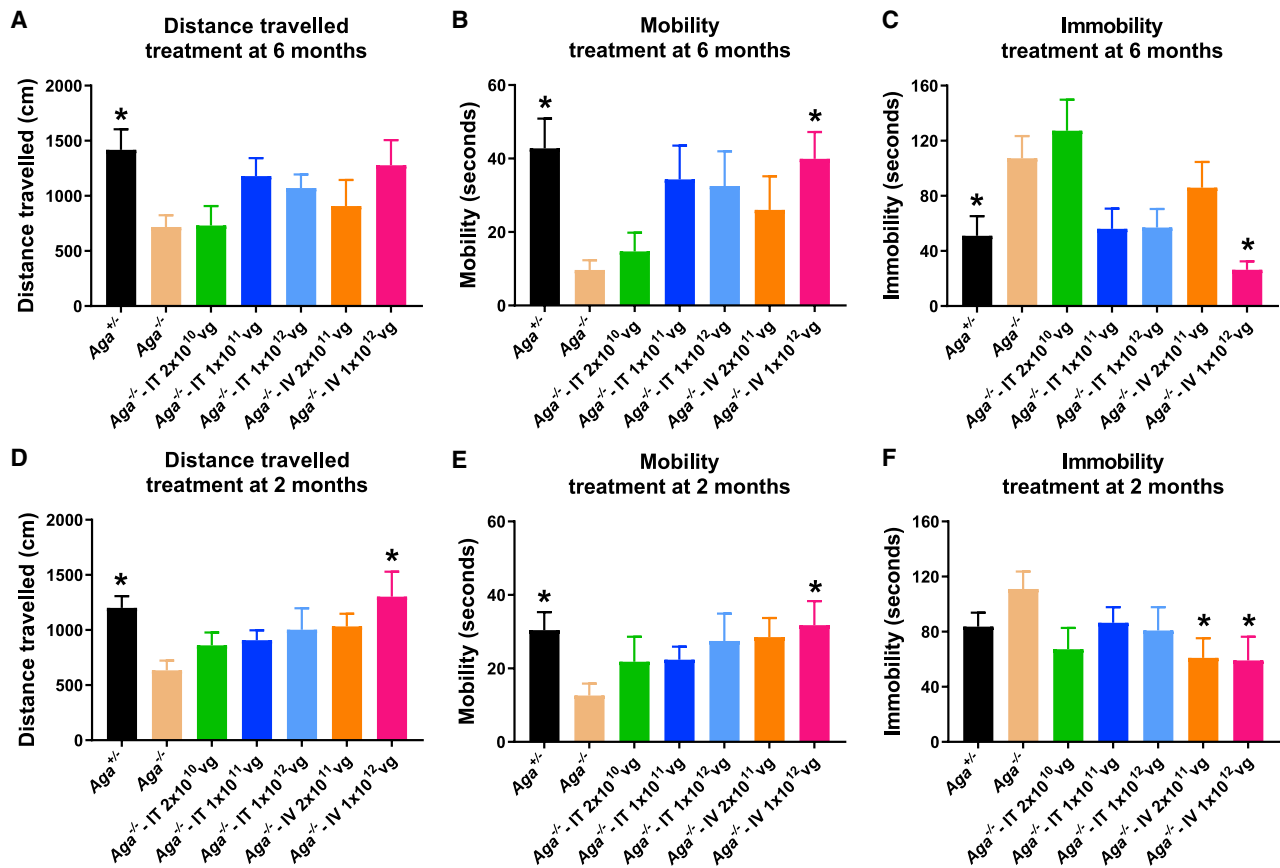 A
Distance travelled
treatment at 6 months
Distance travelled (cm)
2000
1500
1000
500
0
*
Aga+/-
Aga-/-
Aga-/- - IT 2x10^10 vg
Aga-/- - IT 1x10^11 vg
Aga-/- - IT 1x10^12 vg
Aga-/- - IV 2x10^11 vg
Aga-/- - IV 1x10^12 vg
B
Mobility
treatment at 6 months
Mobility (seconds)
60
40
20
0
*
*
Aga+/-
Aga-/-
Aga-/- - IT 2x10^10 vg
Aga-/- - IT 1x10^11 vg
Aga-/- - IT 1x10^12 vg
Aga-/- - IV 2x10^11 vg
Aga-/- - IV 1x10^12 vg
C
Immobility
treatment at 6 months
Immobility (seconds)
160
120
80
40
0
*
*
Aga+/-
Aga-/-
Aga-/- - IT 2x10^10 vg
Aga-/- - IT 1x10^11 vg
Aga-/- - IT 1x10^12 vg
Aga-/- - IV 2x10^11 vg
Aga-/- - IV 1x10^12 vg
D
Distance travelled
treatment at 2 months
Distance travelled (cm)
2000
1500
1000
500
0
*
*
Aga+/-
Aga-/-
Aga-/- - IT 2x10^10 vg
Aga-/- - IT 1x10^11 vg
Aga-/- - IT 1x10^12 vg
Aga-/- - IV 2x10^11 vg
Aga-/- - IV 1x10^12 vg
E
Mobility
treatment at 2 months
Mobility (seconds)
60
40
20
0
*
*
Aga+/-
Aga-/-
Aga-/- - IT 2x10^10 vg
Aga-/- - IT 1x10^11 vg
Aga-/- - IT 1x10^12 vg
Aga-/- - IV 2x10^11 vg
Aga-/- - IV 1x10^12 vg
F
Immobility
treatment at 2 months
Immobility (seconds)
160
120
80
40
0
*
*
Aga+/-
Aga-/-
Aga-/- - IT 2x10^10 vg
Aga-/- - IT 1x10^11 vg
Aga-/- - IT 1x10^12 vg
Aga-/- - IV 2x10^11 vg
Aga-/- - IV 1x10^12 vg